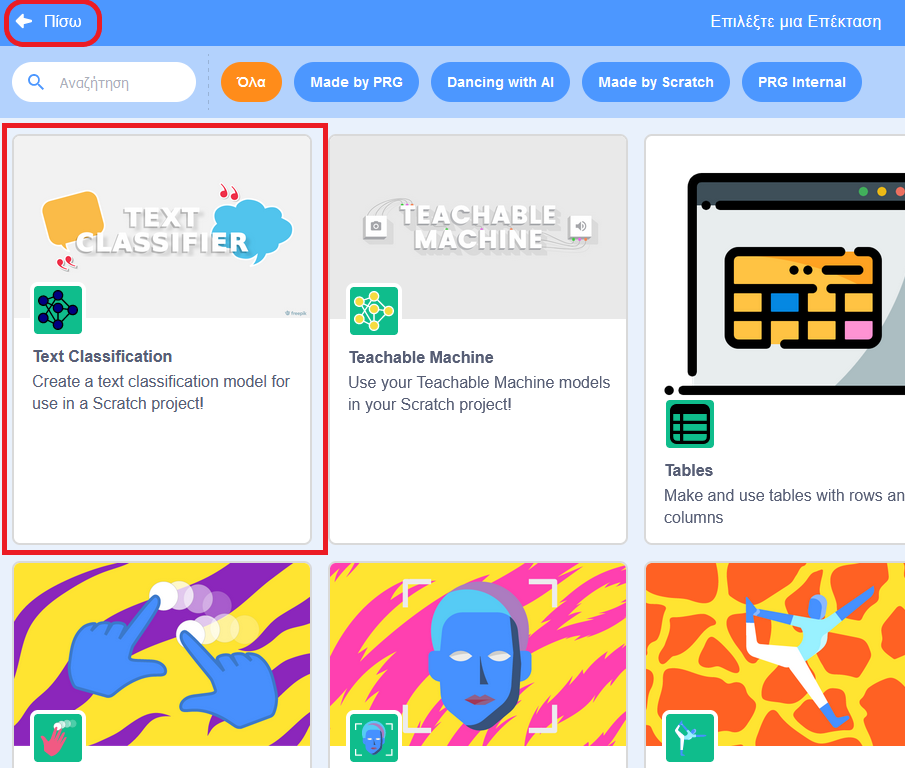 Πίσω
Επιλέξτε μια Επέκταση
Αναζήτηση
Όλα
Made by PRG
Dancing with AI
Made by Scratch
PRG Internal
TEXT
CLASSIFIER
freepik
Text Classification
Create a text classification model for
use in a Scratch project!
TEACHABLE
MACHINE
Teachable Machine
Use your Teachable Machine models
in your Scratch project!
Tables
Make and use tables with rows an
columns